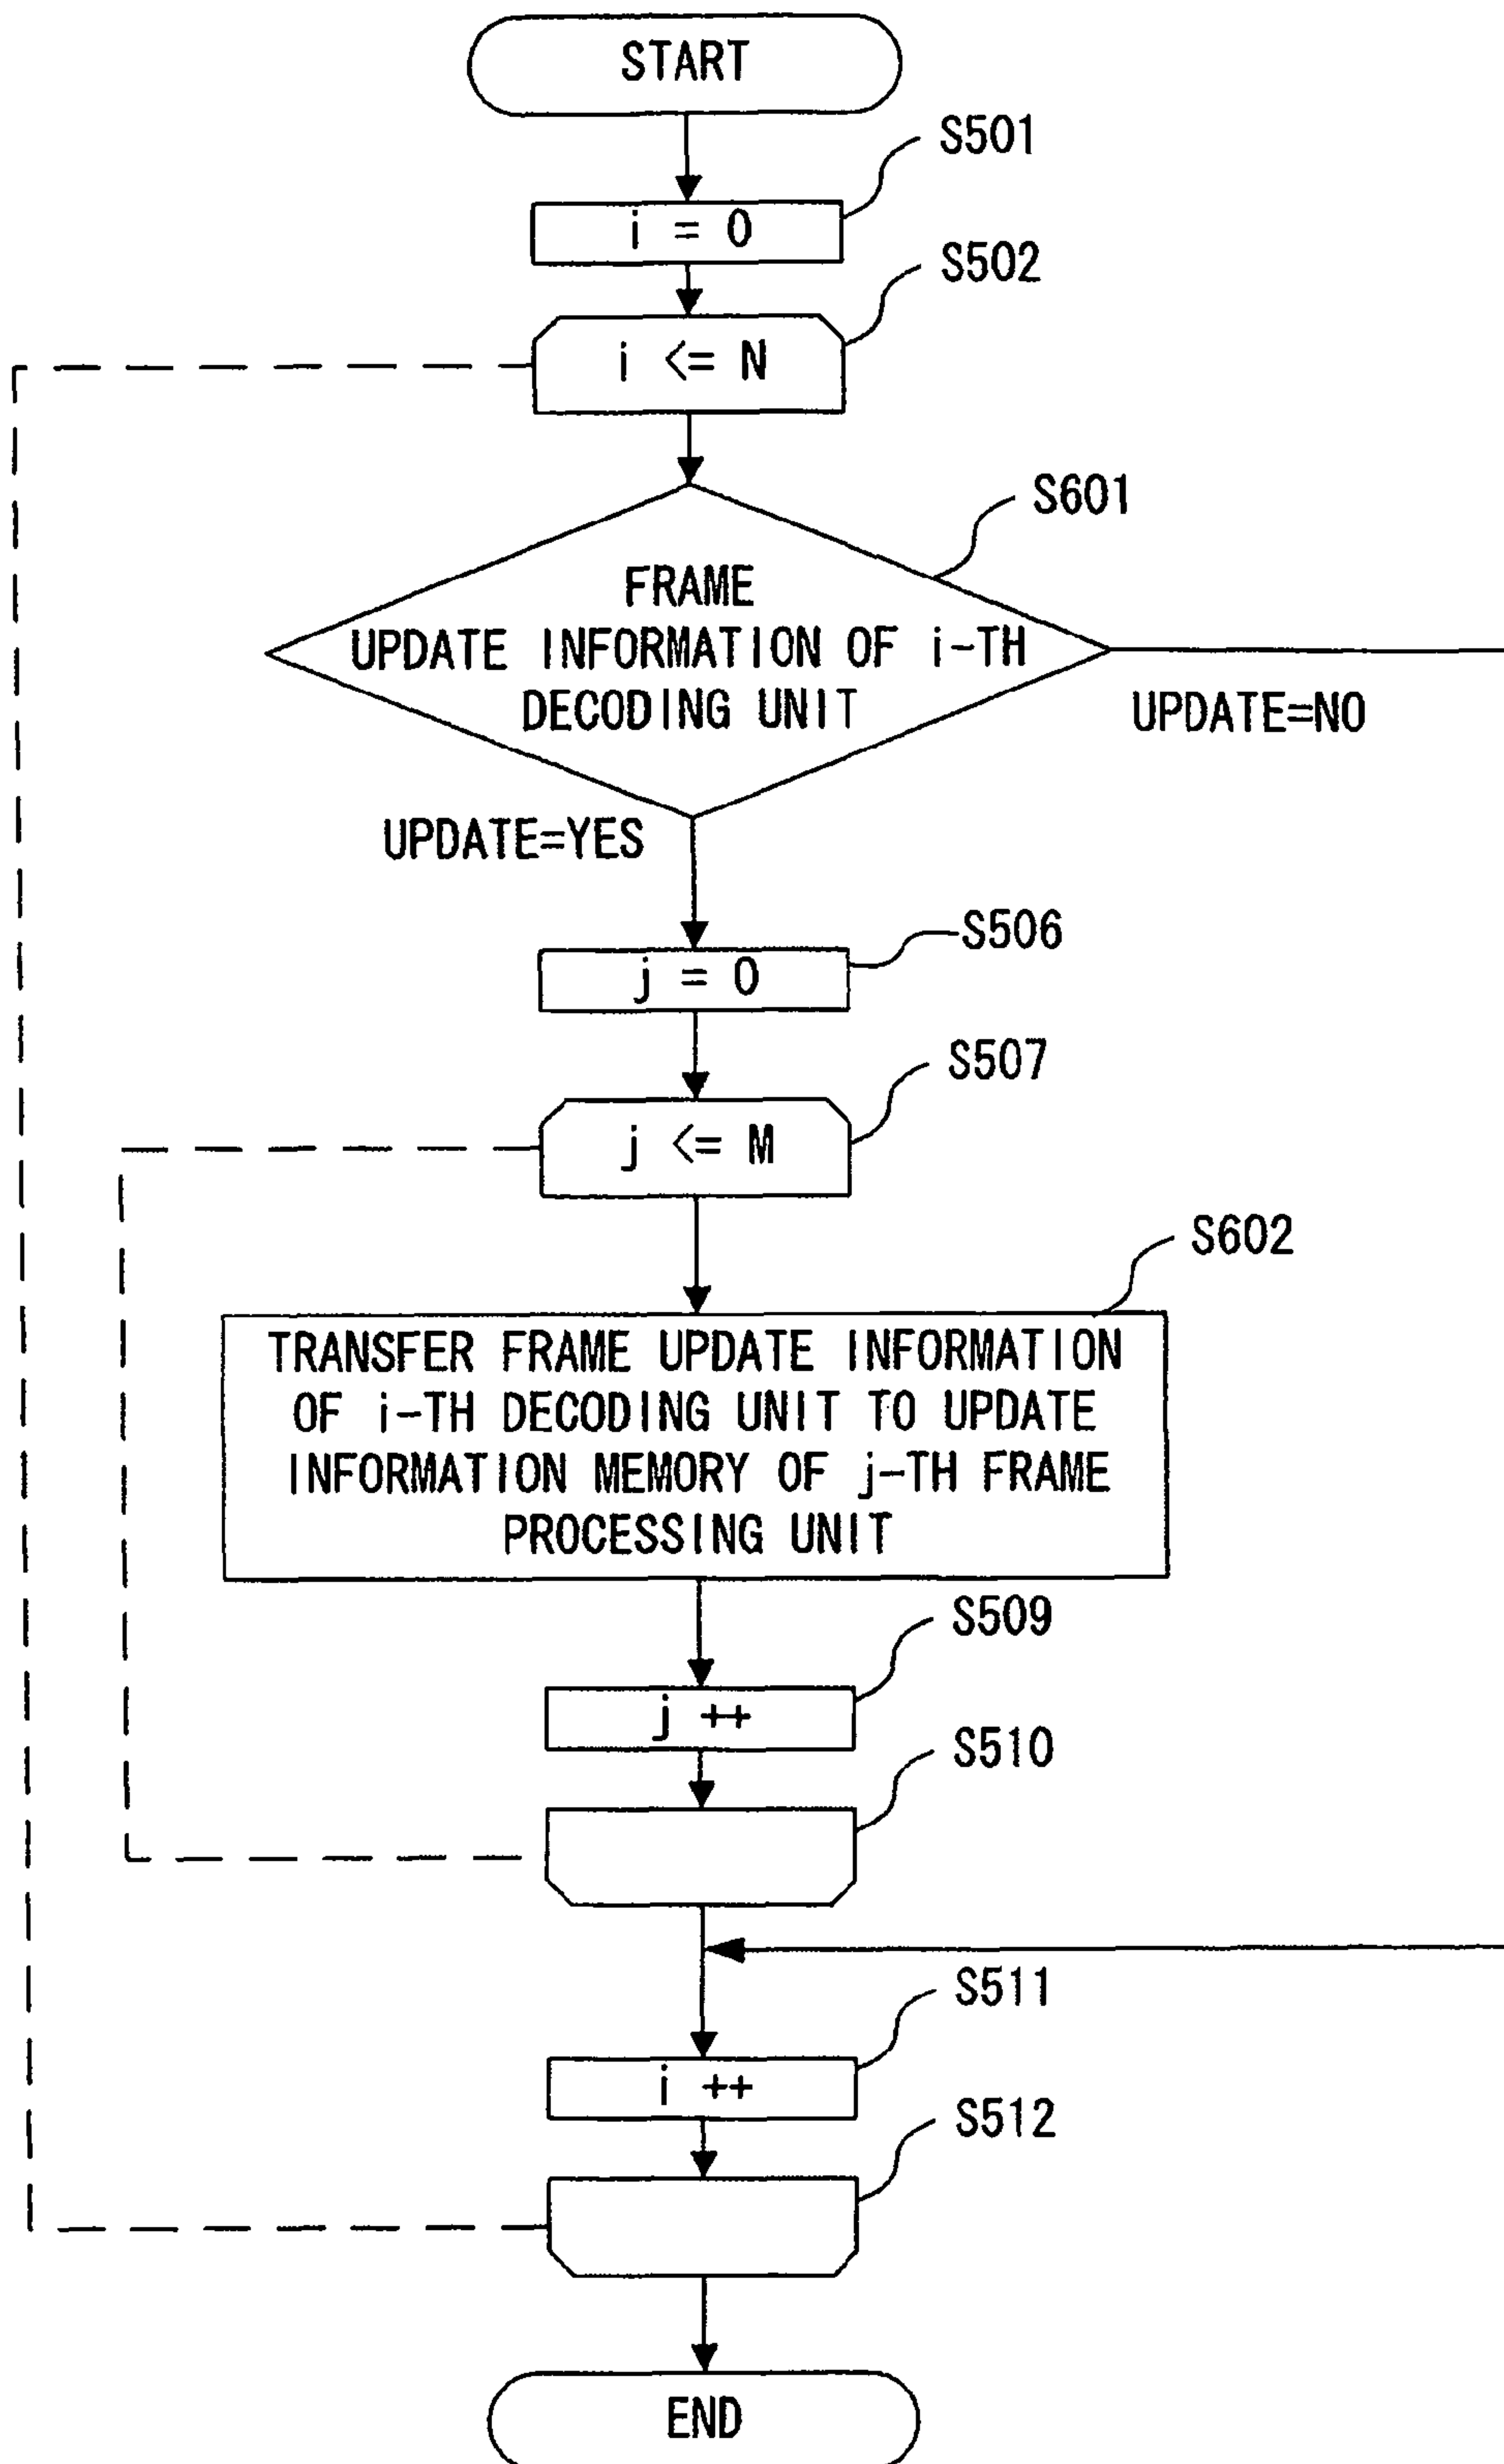 START
S501
i = 0
S502
i <= N
S601
FRAME
UPDATE INFORMATION OF i-TH
DECODING UNIT
UPDATE=NO
UPDATE=YES
S506
j = 0
S507
j <= M
S602
TRANSFER FRAME UPDATE INFORMATION
OF i-TH DECODING UNIT TO UPDATE
INFORMATION MEMORY OF j-TH FRAME
PROCESSING UNIT
S509
j ++
S510
S511
i ++
S512
END